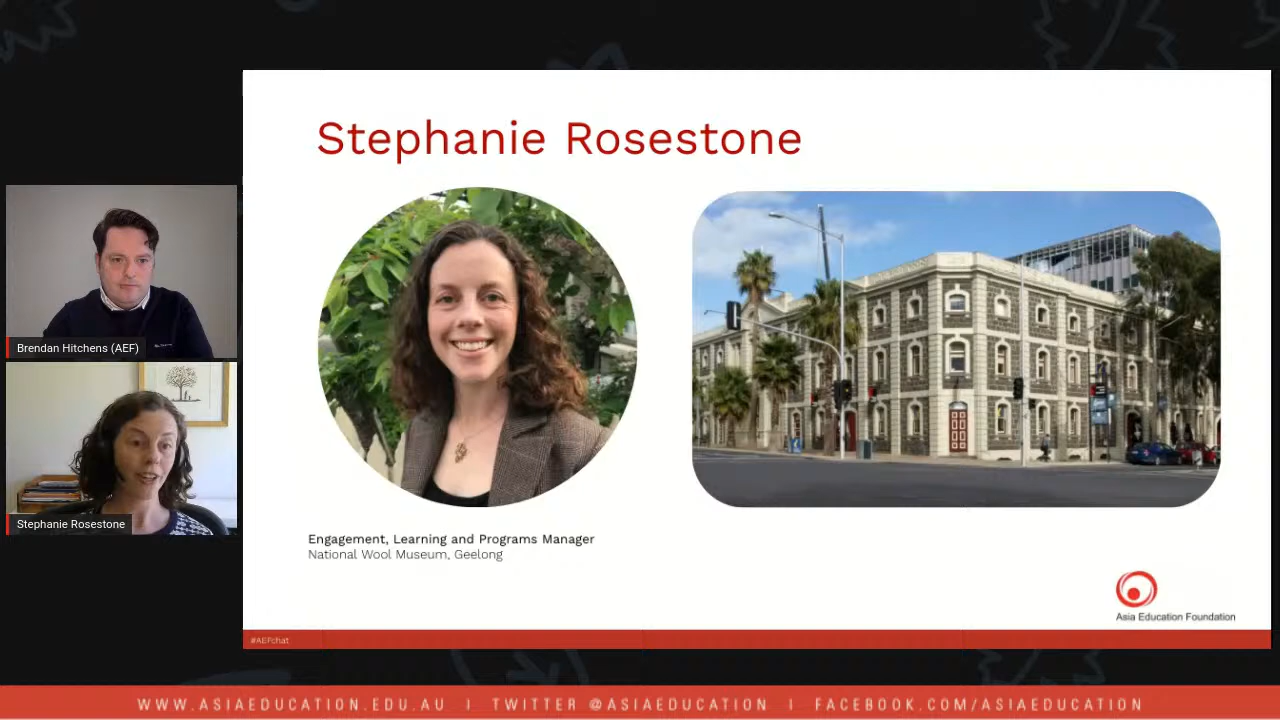 Stephanie Rosestone
Brendan Hitchens (AEF)
Stephanie Rosestone
Engagement, Learning and Programs Manager
National Wool Museum, Geelong
Asia Education Foundation
#AEFchat
WWW.ASIAEDUCATION.EDU.AU | TWITTER @ASIAEDUCATION | FACEBOOK.COM/ASIAEDUCATION